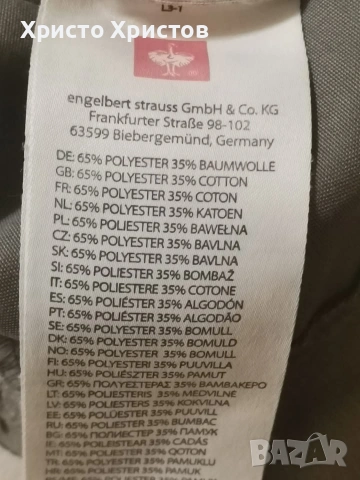 Христо Христов
L3-1
engelbert strauss GmbH & Co. KG
Frankfurter Straße 98-102
63599 Biebergemünd, Germany
DE: 65% POLYESTER 35% BAUMWOLLE
GB: 65% POLYESTER 35% COTTON
FR: 65% POLYESTER 35% COTON
NL: 65% POLYESTER 35% KATOEN
PL: 65% POLYESTER 35% BAWEŁNA
CZ: 65% POLYESTER 35% BAVLNA
SK: 65% POLYESTER 35% BAVLNA
SI: 65% POLIESTER 35% BOMBAŽ
IT: 65% POLIESTERE 35% COTONE
ES: 65% POLIÉSTER 35% ALGODÓN
PT: 65% POLIÉSTER 35% ALGODÃO
SE: 65% POLYESTER 35% BOMULL
DK: 65% POLYESTER 35% BOMULD
NO: 65% POLYESTER 35% BOMULL
FI: 65% POLYESTERI 35% PUUVILLA
HU: 65% POLIÉSZTER 35% PAMUT
GR: 65% ΠΟΛΥΕΣΤΕΡΑΣ 35% ΒΑΜΒΑΚΕΡΟ
LT: 65% POLIESTERIS 35% MEDVILNĖ
LV: 65% POLIESTERS 35% KOKVILNA
EE: 65% POLÜESTER 35% PUUVILL
RU: 65% 35% BUMBAC
BG: 65% ПОЛИЕСТЕР 35% ПАМУК
IE: 65% POILEISTEAR 35% CADÁS
MT: 65% POLIESTER 35% QOTON
TR: 65% 35% PAMUKLU
HR: 65% 35% PAMUK
BAZAR